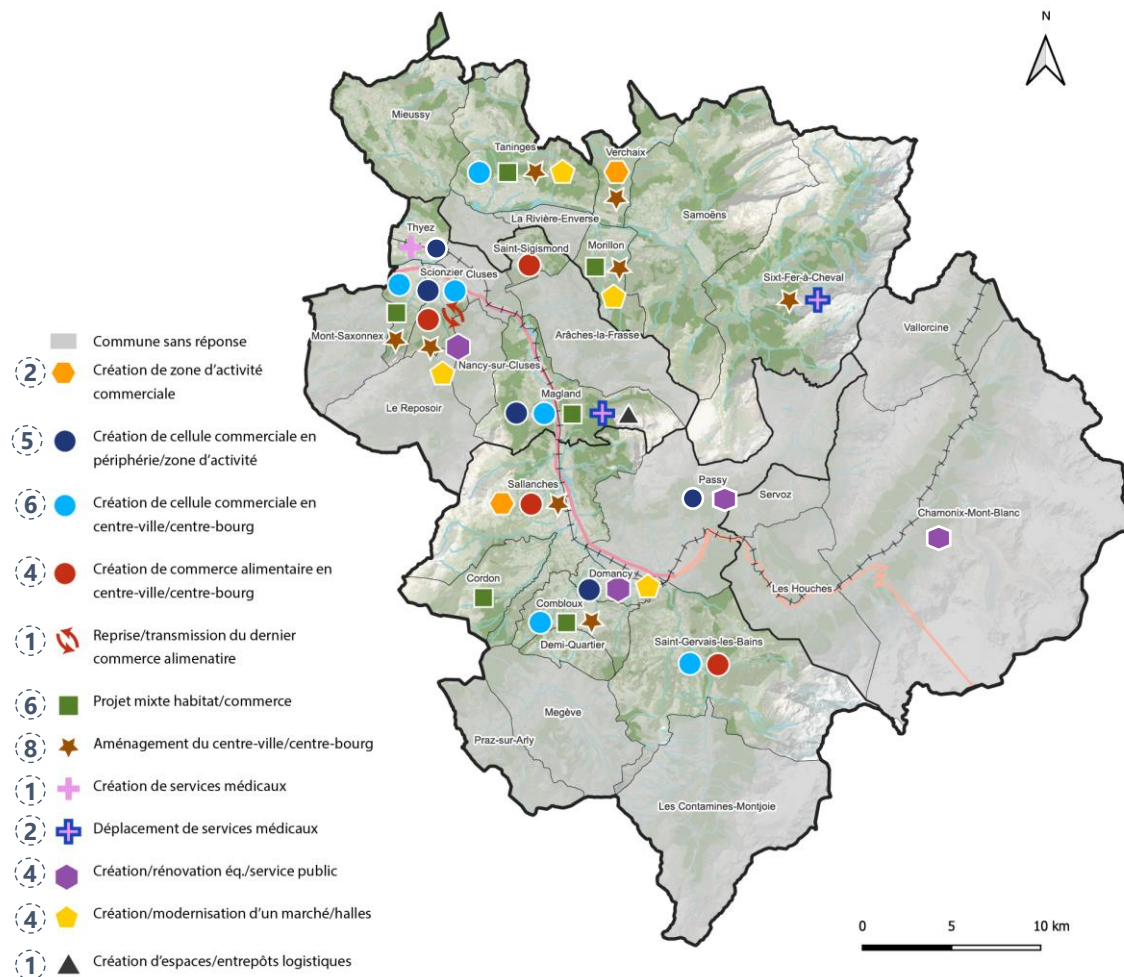 N
Mieussy
Taninges
Verchaix
La Rivière-Enverse
Samoëns
Thyez
Saint-Sigismond
Morillon
Scionzier
Cluses
Sixt-Fer-à-Cheval
Mont-Saxonnex
Arâches-la-Frasse
Vallorcine
Nancy-sur-Cluses
Le Reposoir
Magland
Sallanches
Passy
Servoz
Chamonix-Mont-Blanc
Cordon
Domancy
Les Houches
Combloux
Demi-Quartier
Saint-Gervais-les-Bains
Megève
Praz-sur-Arly
Les Contamines-Montjoie
Commune sans réponse
2 Création de zone d'activité
commerciale
5 Création de cellule commerciale en
périphérie/zone d'activité
6 Création de cellule commerciale en
centre-ville/centre-bourg
4 Création de commerce alimentaire en
centre-ville/centre-bourg
1 Reprise/transmission du dernier
commerce alimenatire
6 Projet mixte habitat/commerce
8 Aménagement du centre-ville/centre-bourg
1 Création de services médicaux
2 Déplacement de services médicaux
4 Création/rénovation éq./service public
4 Création/modernisation d'un marché/halles
1 Création d'espaces/entrepôts logistiques
0 5 10 km